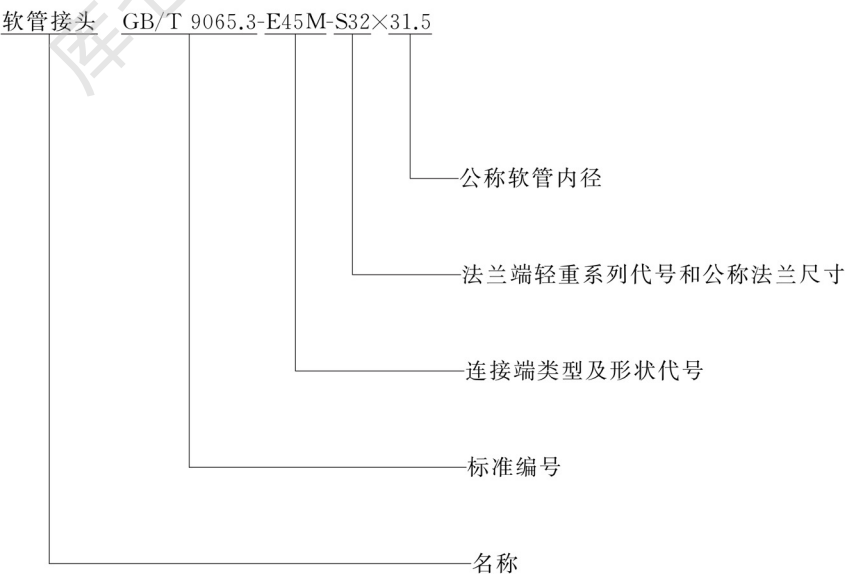 软管接头 GB/T 9065.3-E45M-S32×31.5
公称软管内径
法兰端轻重系列代号和公称法兰尺寸
连接端类型及形状代号
标准编号
名称
库